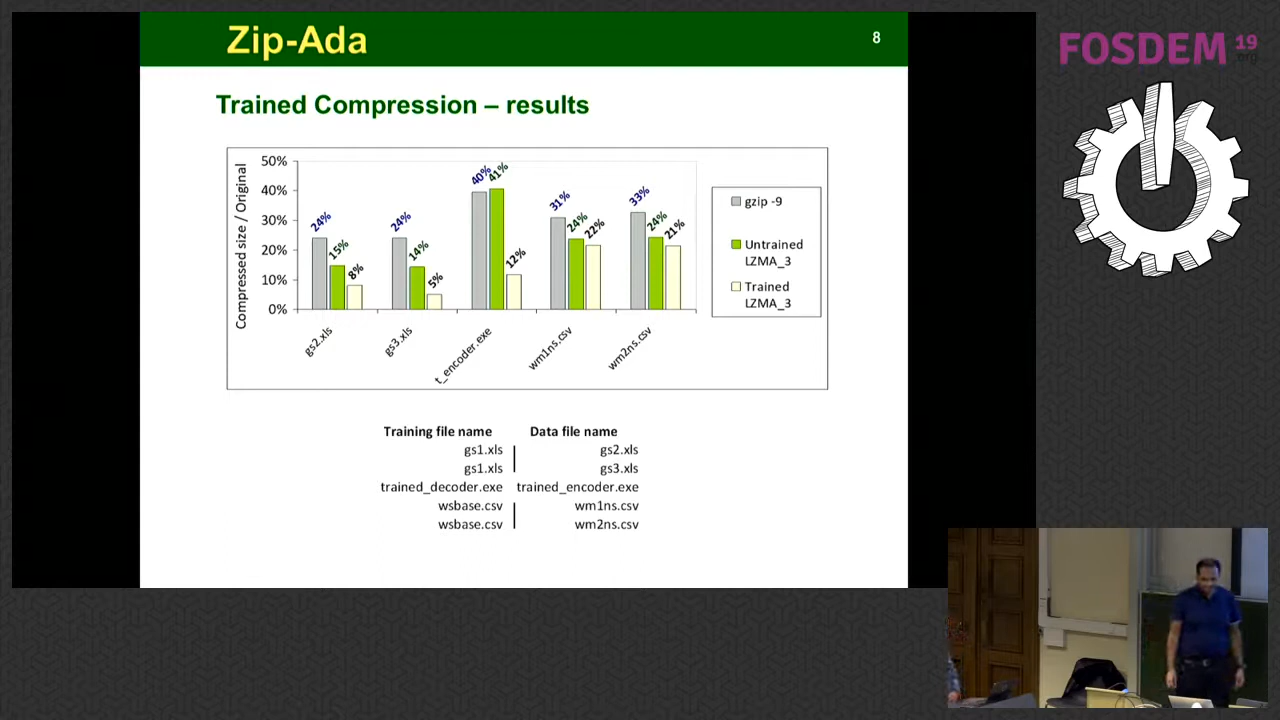 Zip-Ada
8
FOSDEM 19
.org
Trained Compression – results
Compressed size / Original
50%
40%
30%
20%
10%
0%
24%
15%
8%
24%
14%
5%
40%
41%
12%
31%
24%
22%
33%
24%
21%
gs2.xls
gs3.xls
t_encoder.exe
wm1ns.csv
wm2ns.csv
gzip -9
Untrained
LZMA_3
Trained
LZMA_3
Training file name Data file name
gs1.xls gs2.xls
gs1.xls gs3.xls
trained_decoder.exe trained_encoder.exe
wsbase.csv wm1ns.csv
wsbase.csv wm2ns.csv